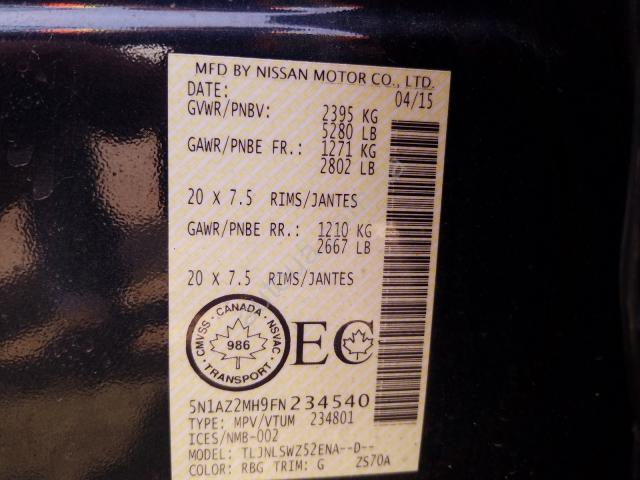 MFD BY NISSAN MOTOR CO., LTD.
DATE: 04/15
GVWR/PNBV: 2395 KG
5280 LB
GAWR/PNBE FR.: 1271 KG
2802 LB
20 X 7.5 RIMS/JANTES
GAWR/PNBE RR.: 1210 KG
2667 LB
20 X 7.5 RIMS/JANTES
CMVSS · CANADA · NSVAC
986
· TRANSPORT ·
EC
5N1AZ2MH9FN234540
TYPE: MPV/VTUM 234801
ICES/NMB-002
MODEL: TLJNLSWZ52ENA--D--
COLOR: RBG TRIM: G ZS70A